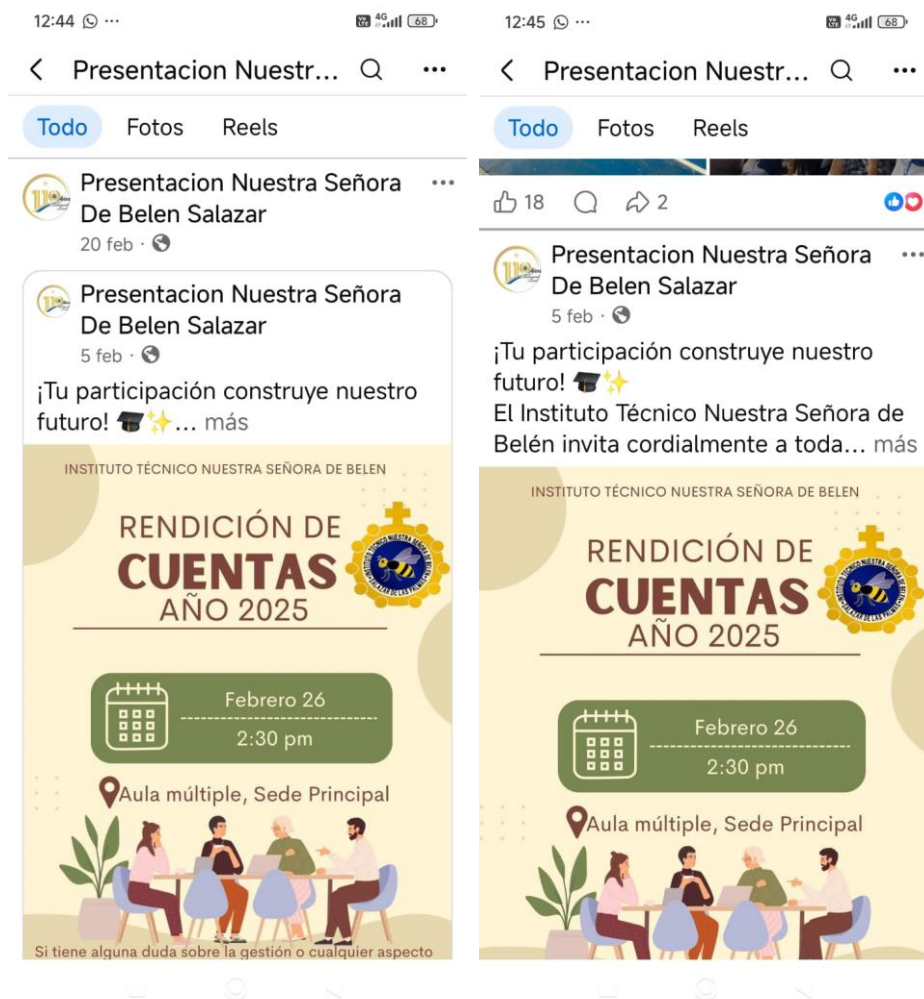 12:44
4G
68
Presentacion Nuestr...
Todo Fotos Reels
Presentacion Nuestra Señora
De Belen Salazar
20 feb ·
Presentacion Nuestra Señora
De Belen Salazar
5 feb ·
¡Tu participación construye nuestro
futuro! 🎓✨... más
INSTITUTO TÉCNICO NUESTRA SEÑORA DE BELEN
RENDICIÓN DE
CUENTAS
AÑO 2025
Febrero 26
2:30 pm
Aula múltiple, Sede Principal
Si tiene alguna duda sobre la gestión o cualquier aspecto
12:45
4G
68
Presentacion Nuestr...
Todo Fotos Reels
18 2
Presentacion Nuestra Señora
De Belen Salazar
5 feb ·
¡Tu participación construye nuestro
futuro! 🎓✨
El Instituto Técnico Nuestra Señora de
Belén invita cordialmente a toda... más
INSTITUTO TÉCNICO NUESTRA SEÑORA DE BELEN
RENDICIÓN DE
CUENTAS
AÑO 2025
Febrero 26
2:30 pm
Aula múltiple, Sede Principal